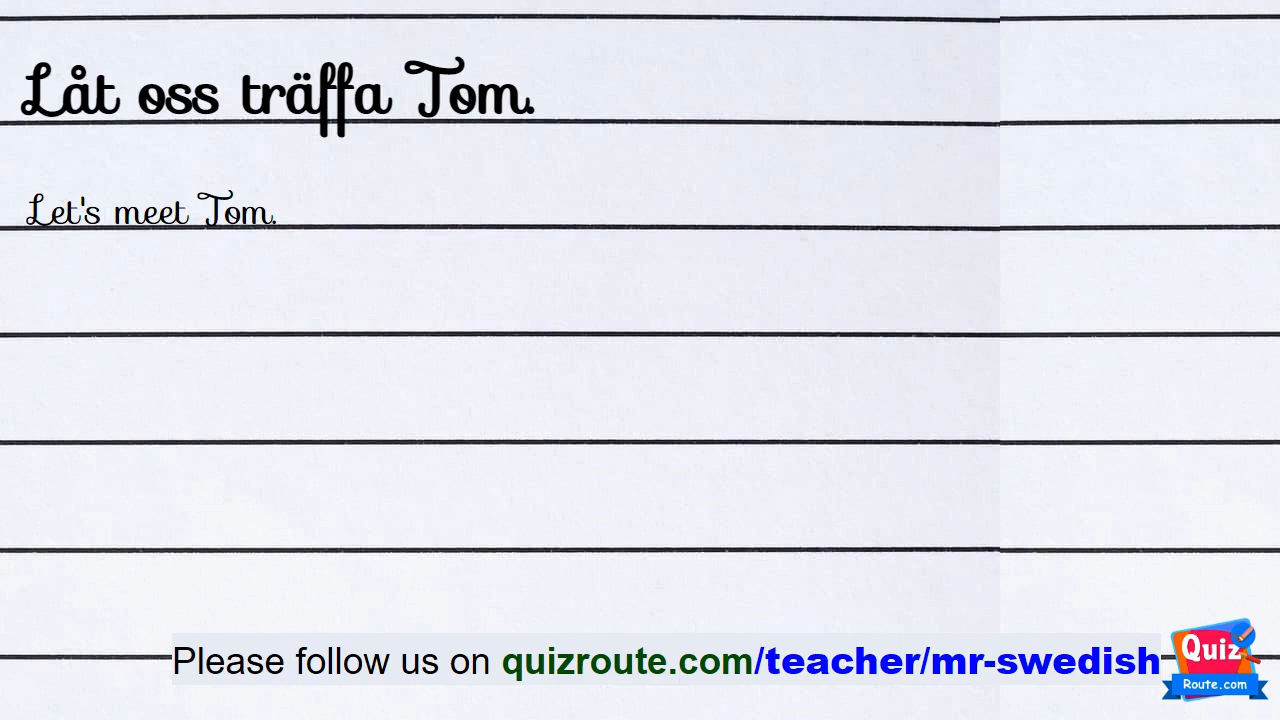 Låt oss träffa Tom.
Let's meet Tom.
Please follow us on quizroute.com/teacher/mr-swedish
Quiz
Route.com